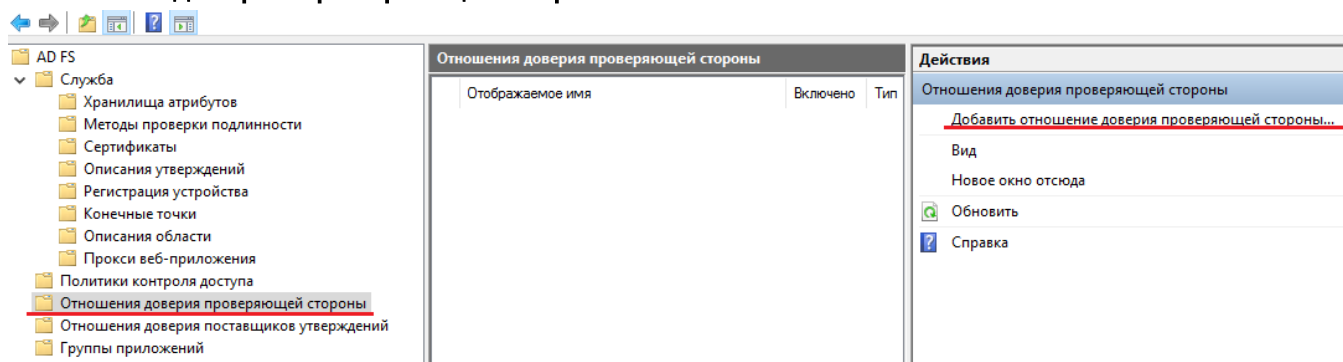 AD FS
Служба
Хранилища атрибутов
Методы проверки подлинности
Сертификаты
Описания утверждений
Регистрация устройства
Конечные точки
Описания области
Прокси веб-приложения
Политики контроля доступа
Отношения доверия проверяющей стороны
Отношения доверия поставщиков утверждений
Группы приложений
Отношения доверия проверяющей стороны
Отображаемое имя Включено Тип
Действия
Отношения доверия проверяющей стороны
Добавить отношение доверия проверяющей стороны...
Вид
Новое окно отсюда
Обновить
Справка